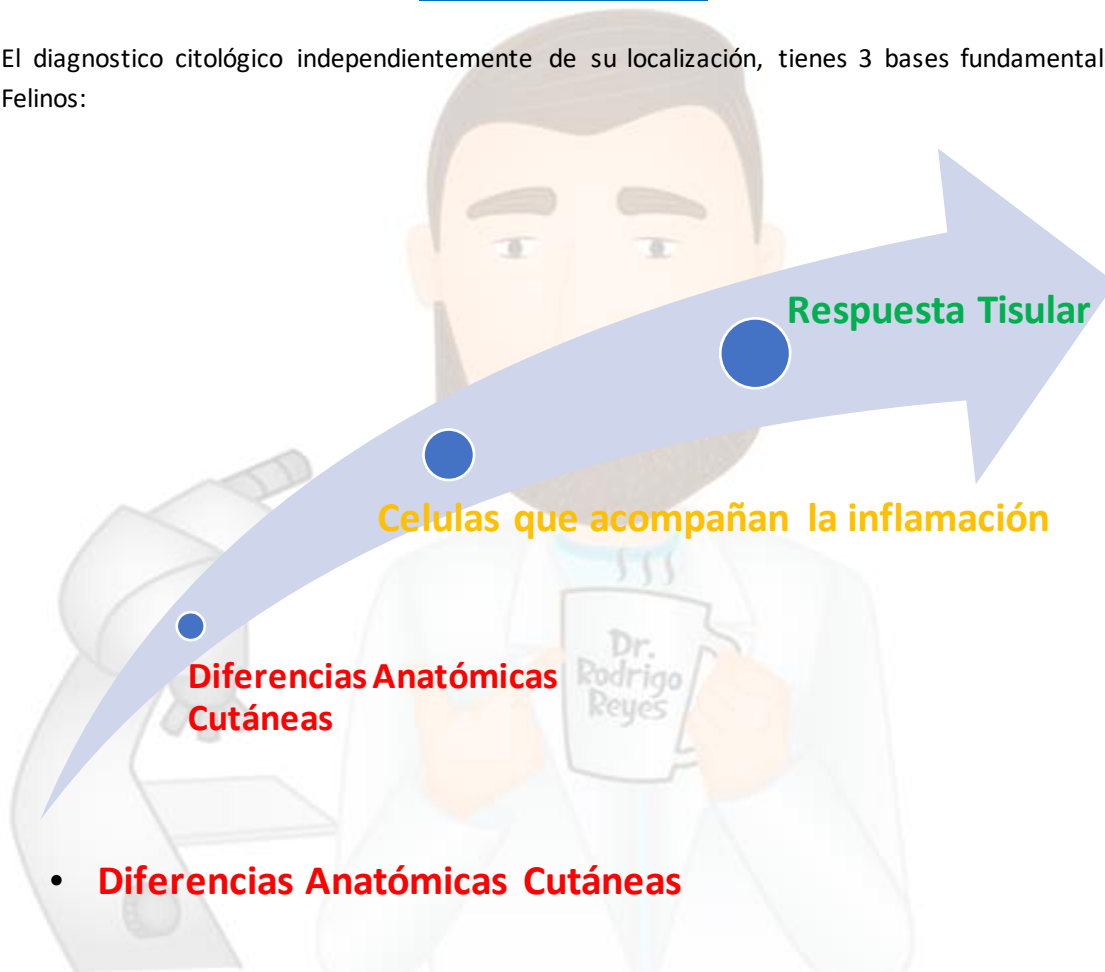 El diagnostico citológico independientemente de su localización, tienes 3 bases fundamental
Felinos:
Respuesta Tisular
Celulas que acompañan la inflamación
Diferencias Anatómicas
Cutáneas
Dr.
Rodrigo
Reyes
• Diferencias Anatómicas Cutáneas